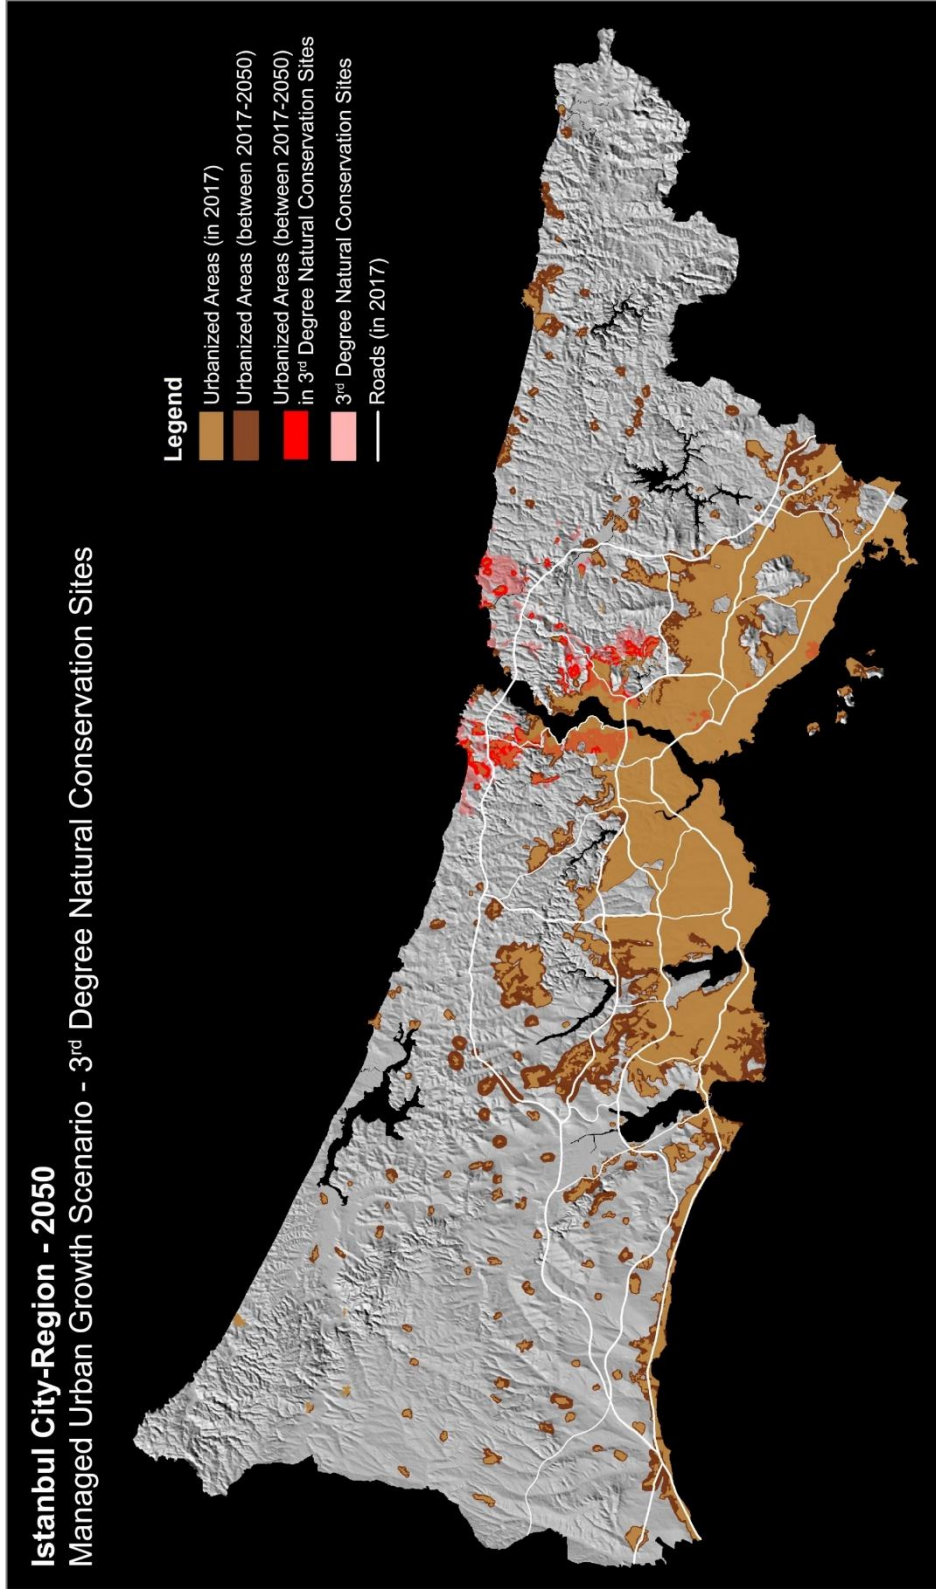 Istanbul City-Region - 2050
Managed Urban Growth Scenario - 3rd Degree Natural Conservation Sites
Legend
Urbanized Areas (in 2017)
Urbanized Areas (between 2017-2050)
Urbanized Areas (between 2017-2050)
in 3rd Degree Natural Conservation Sites
3rd Degree Natural Conservation Sites
Roads (in 2017)